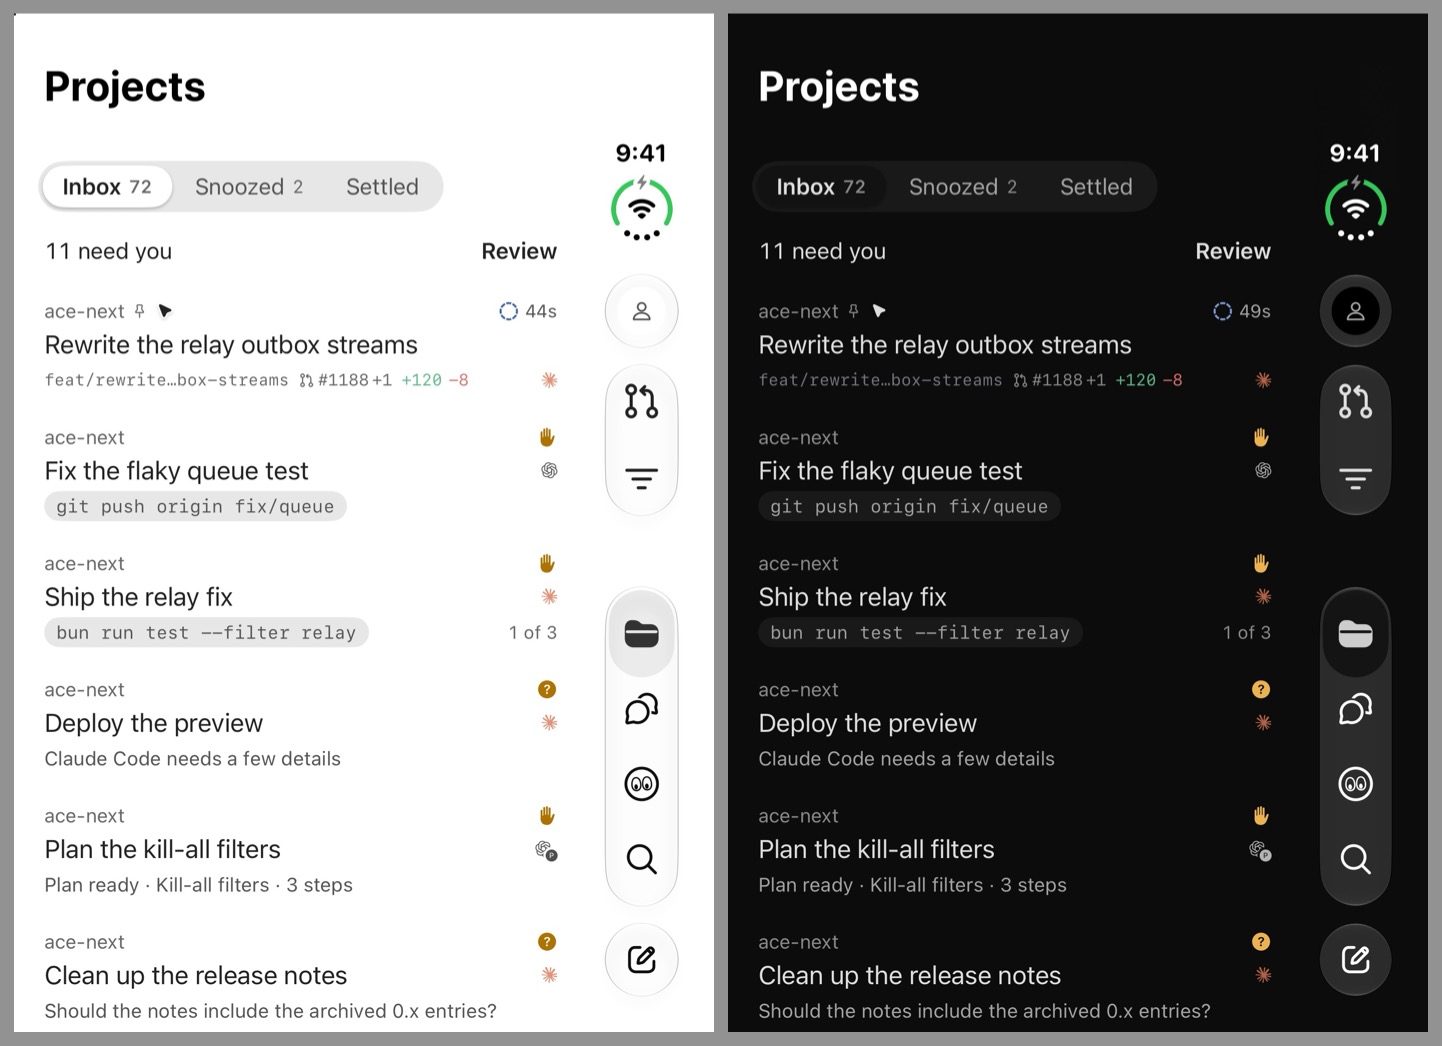 Projects
9:41
Inbox 72 Snoozed 2 Settled
11 need you Review
ace-next 44s
Rewrite the relay outbox streams
feat/rewrite…box-streams #1188+1 +120 -8
ace-next
Fix the flaky queue test
git push origin fix/queue
ace-next
Ship the relay fix
bun run test --filter relay 1 of 3
ace-next ?
Deploy the preview
Claude Code needs a few details
ace-next
Plan the kill-all filters
P
Plan ready · Kill-all filters · 3 steps
ace-next ?
Clean up the release notes
Should the notes include the archived 0.x entries?
Projects
9:41
Inbox 72 Snoozed 2 Settled
11 need you Review
ace-next 49s
Rewrite the relay outbox streams
feat/rewrite…box-streams #1188+1 +120 -8
ace-next
Fix the flaky queue test
git push origin fix/queue
ace-next
Ship the relay fix
bun run test --filter relay 1 of 3
ace-next ?
Deploy the preview
Claude Code needs a few details
ace-next
Plan the kill-all filters
P
Plan ready · Kill-all filters · 3 steps
ace-next ?
Clean up the release notes
Should the notes include the archived 0.x entries?